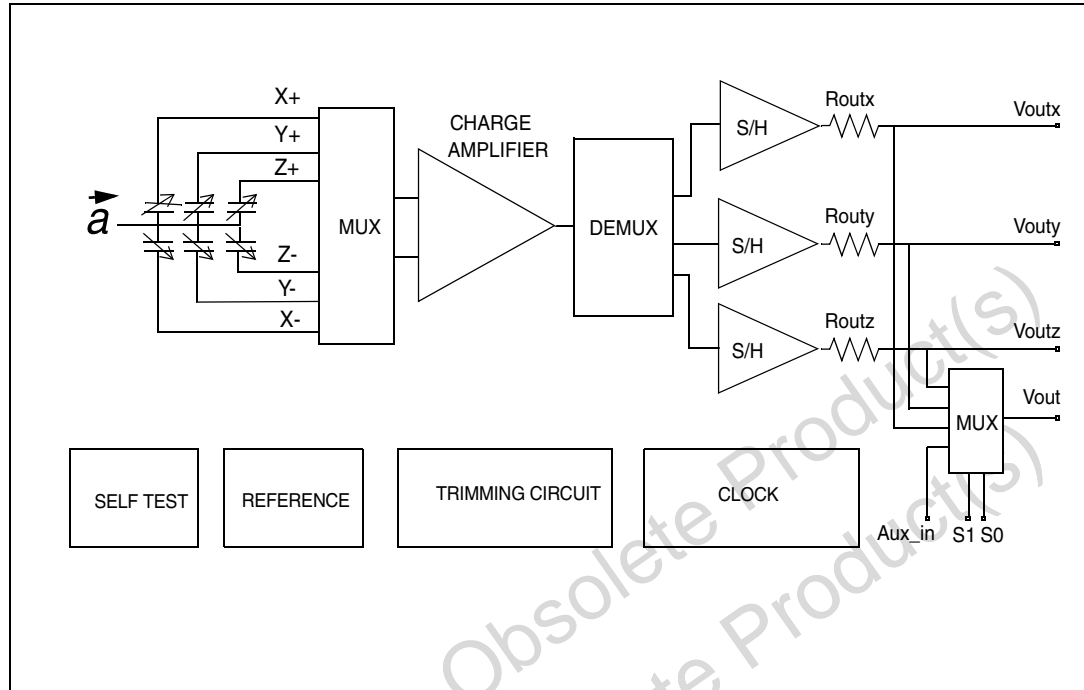 X+
Y+
Z+
a
Z-
Y-
X-
MUX
CHARGE
AMPLIFIER
DEMUX
S/H
Routx
Voutx
S/H
Routy
Vouty
S/H
Routz
Voutz
Vout
MUX
Aux_in
S1 S0
SELF TEST
REFERENCE
TRIMMING CIRCUIT
CLOCK
Obsolete Product(s)
te Product(s)